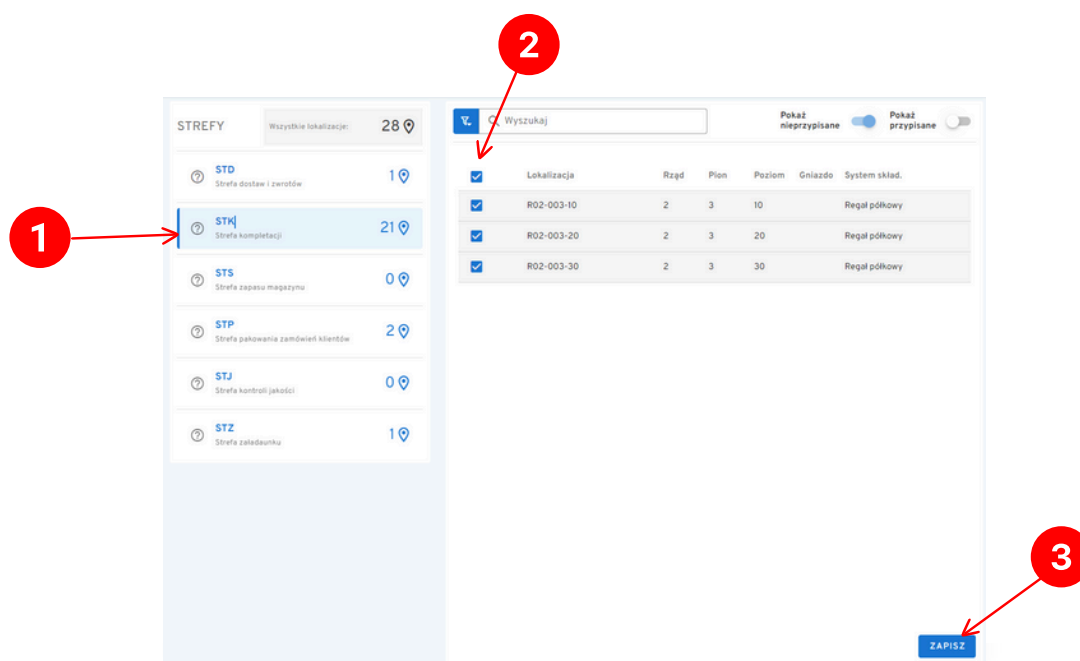 2
STREFY Wszystkie lokalizacje: 28
Wyszukaj
Pokaż nieprzypisane
Pokaż przypisane
STD 1
Strefa dostaw i zwrotów
Lokalizacja Rząd Pion Poziom Gniazdo System skład.
R02-003-10 2 3 10 Regał półkowy
1
STK 21
Strefa kompletacji
R02-003-20 2 3 20 Regał półkowy
R02-003-30 2 3 30 Regał półkowy
STS 0
Strefa zapasu magazynu
STP 2
Strefa pakowania zamówień klientów
STJ 0
Strefa kontroli jakości
STZ 1
Strefa załadaunku
3
ZAPISZ